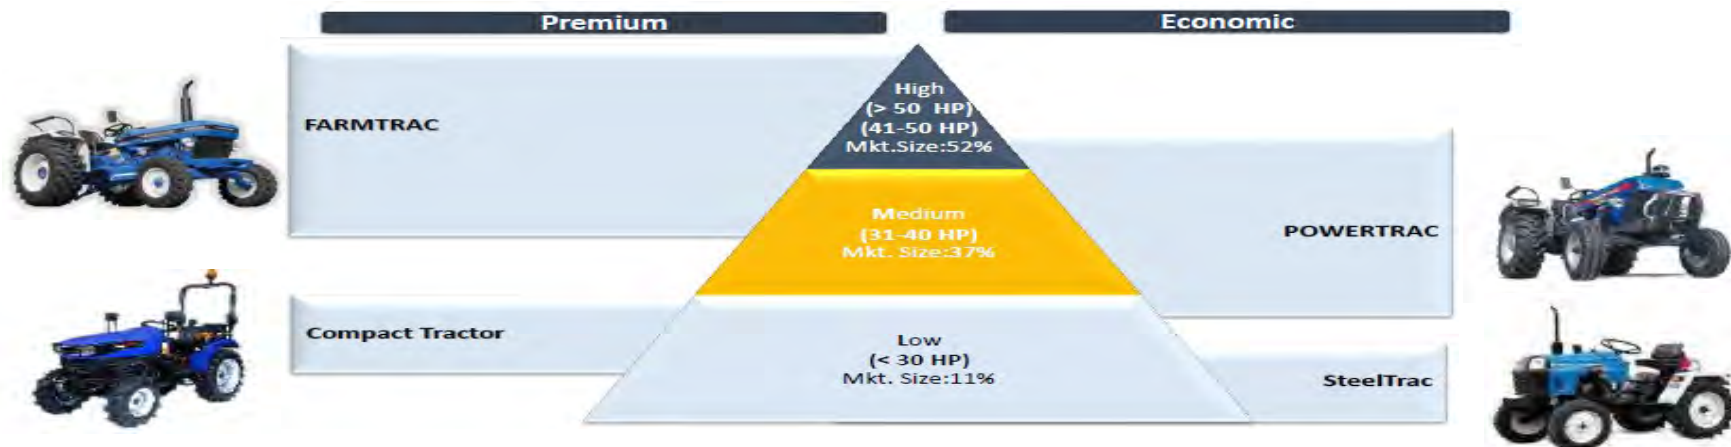 Premium
Economic
FARMTRAC
High
(> 50 HP)
(41-50 HP)
Mkt.Size:52%
Medium
(31-40 HP)
Mkt. Size:37%
POWERTRAC
Compact Tractor
Low
(< 30 HP)
Mkt. Size:11%
SteelTrac